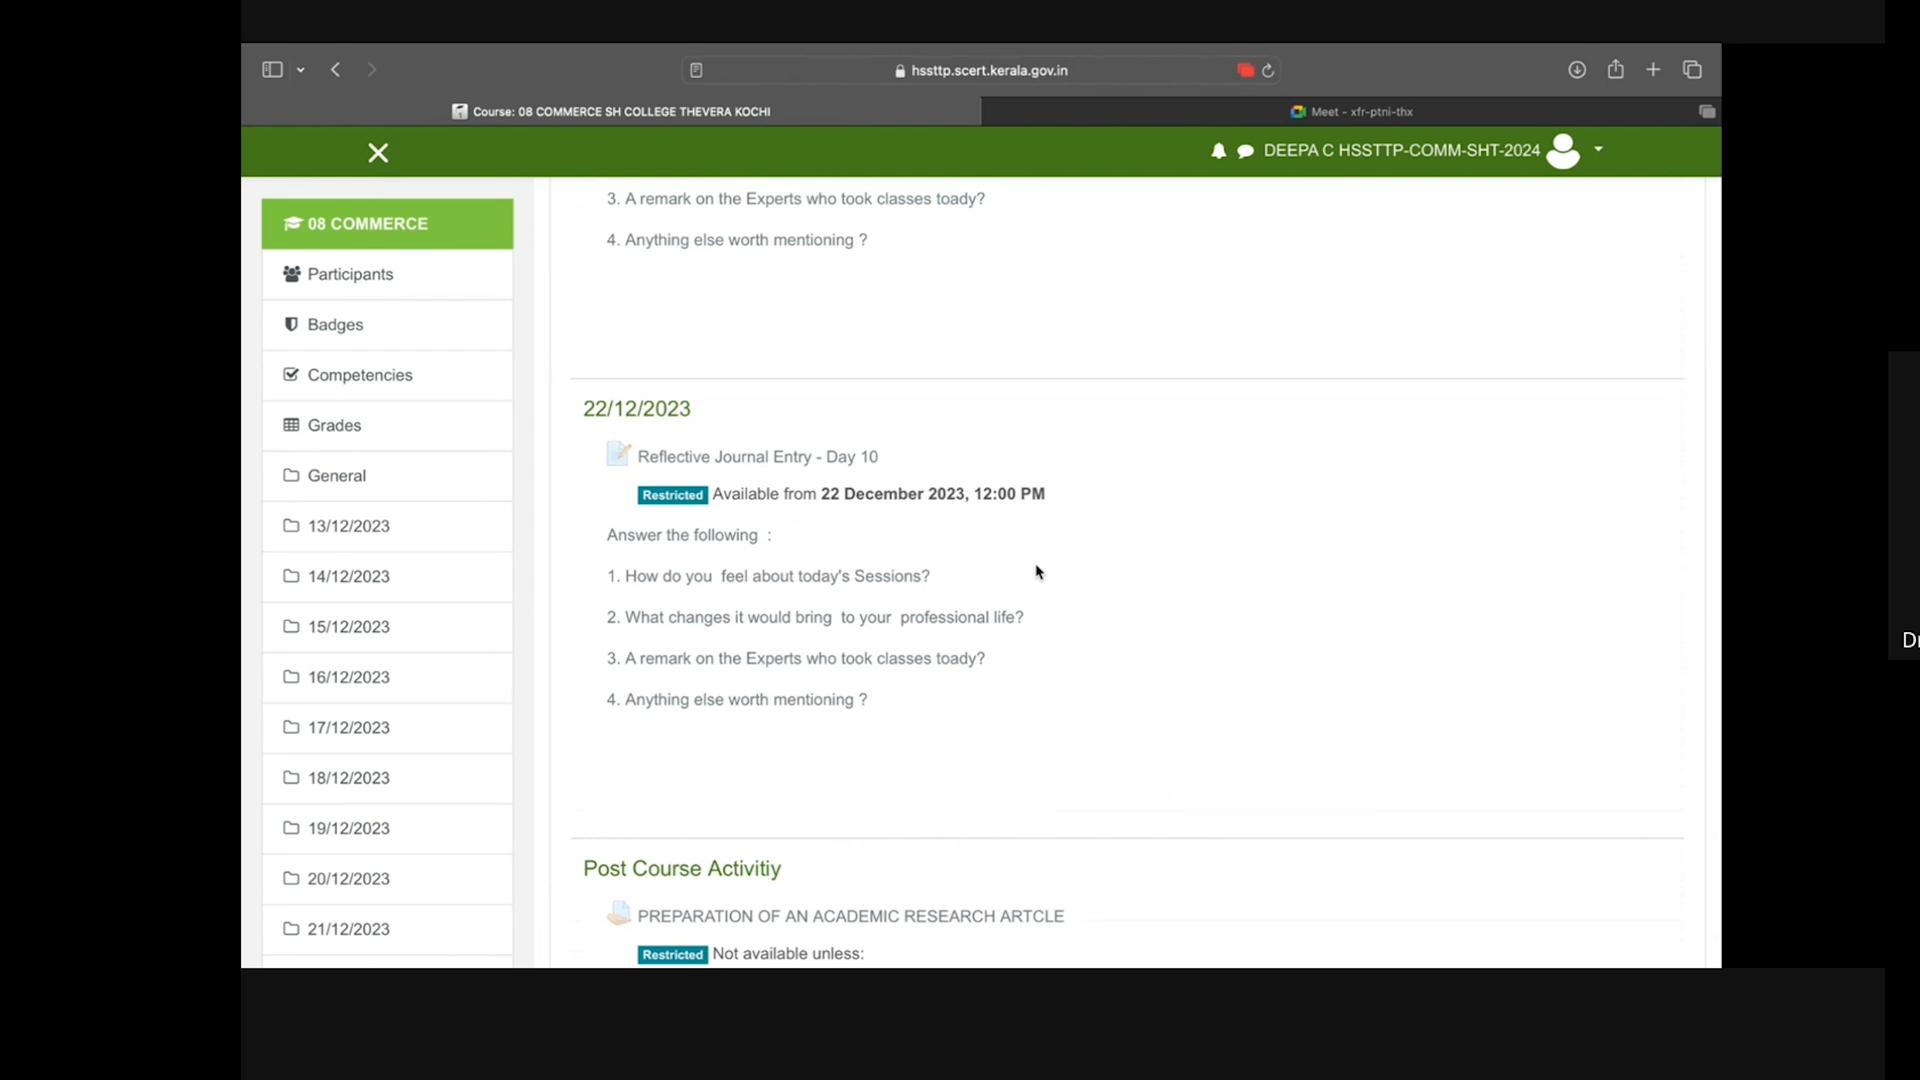 hssttp.scert.kerala.gov.in
Course: 08 COMMERCE SH COLLEGE THEVERA KOCHI
Meet - xfr-ptni-thx
DEEPA C HSSTTP-COMM-SHT-2024
08 COMMERCE
Participants
Badges
Competencies
Grades
General
13/12/2023
14/12/2023
15/12/2023
16/12/2023
17/12/2023
18/12/2023
19/12/2023
20/12/2023
21/12/2023
3. A remark on the Experts who took classes toady?
4. Anything else worth mentioning ?
22/12/2023
Reflective Journal Entry - Day 10
Restricted Available from 22 December 2023, 12:00 PM
Answer the following :
1. How do you feel about today's Sessions?
2. What changes it would bring to your professional life?
3. A remark on the Experts who took classes toady?
4. Anything else worth mentioning ?
Post Course Activitiy
PREPARATION OF AN ACADEMIC RESEARCH ARTCLE
Restricted Not available unless: